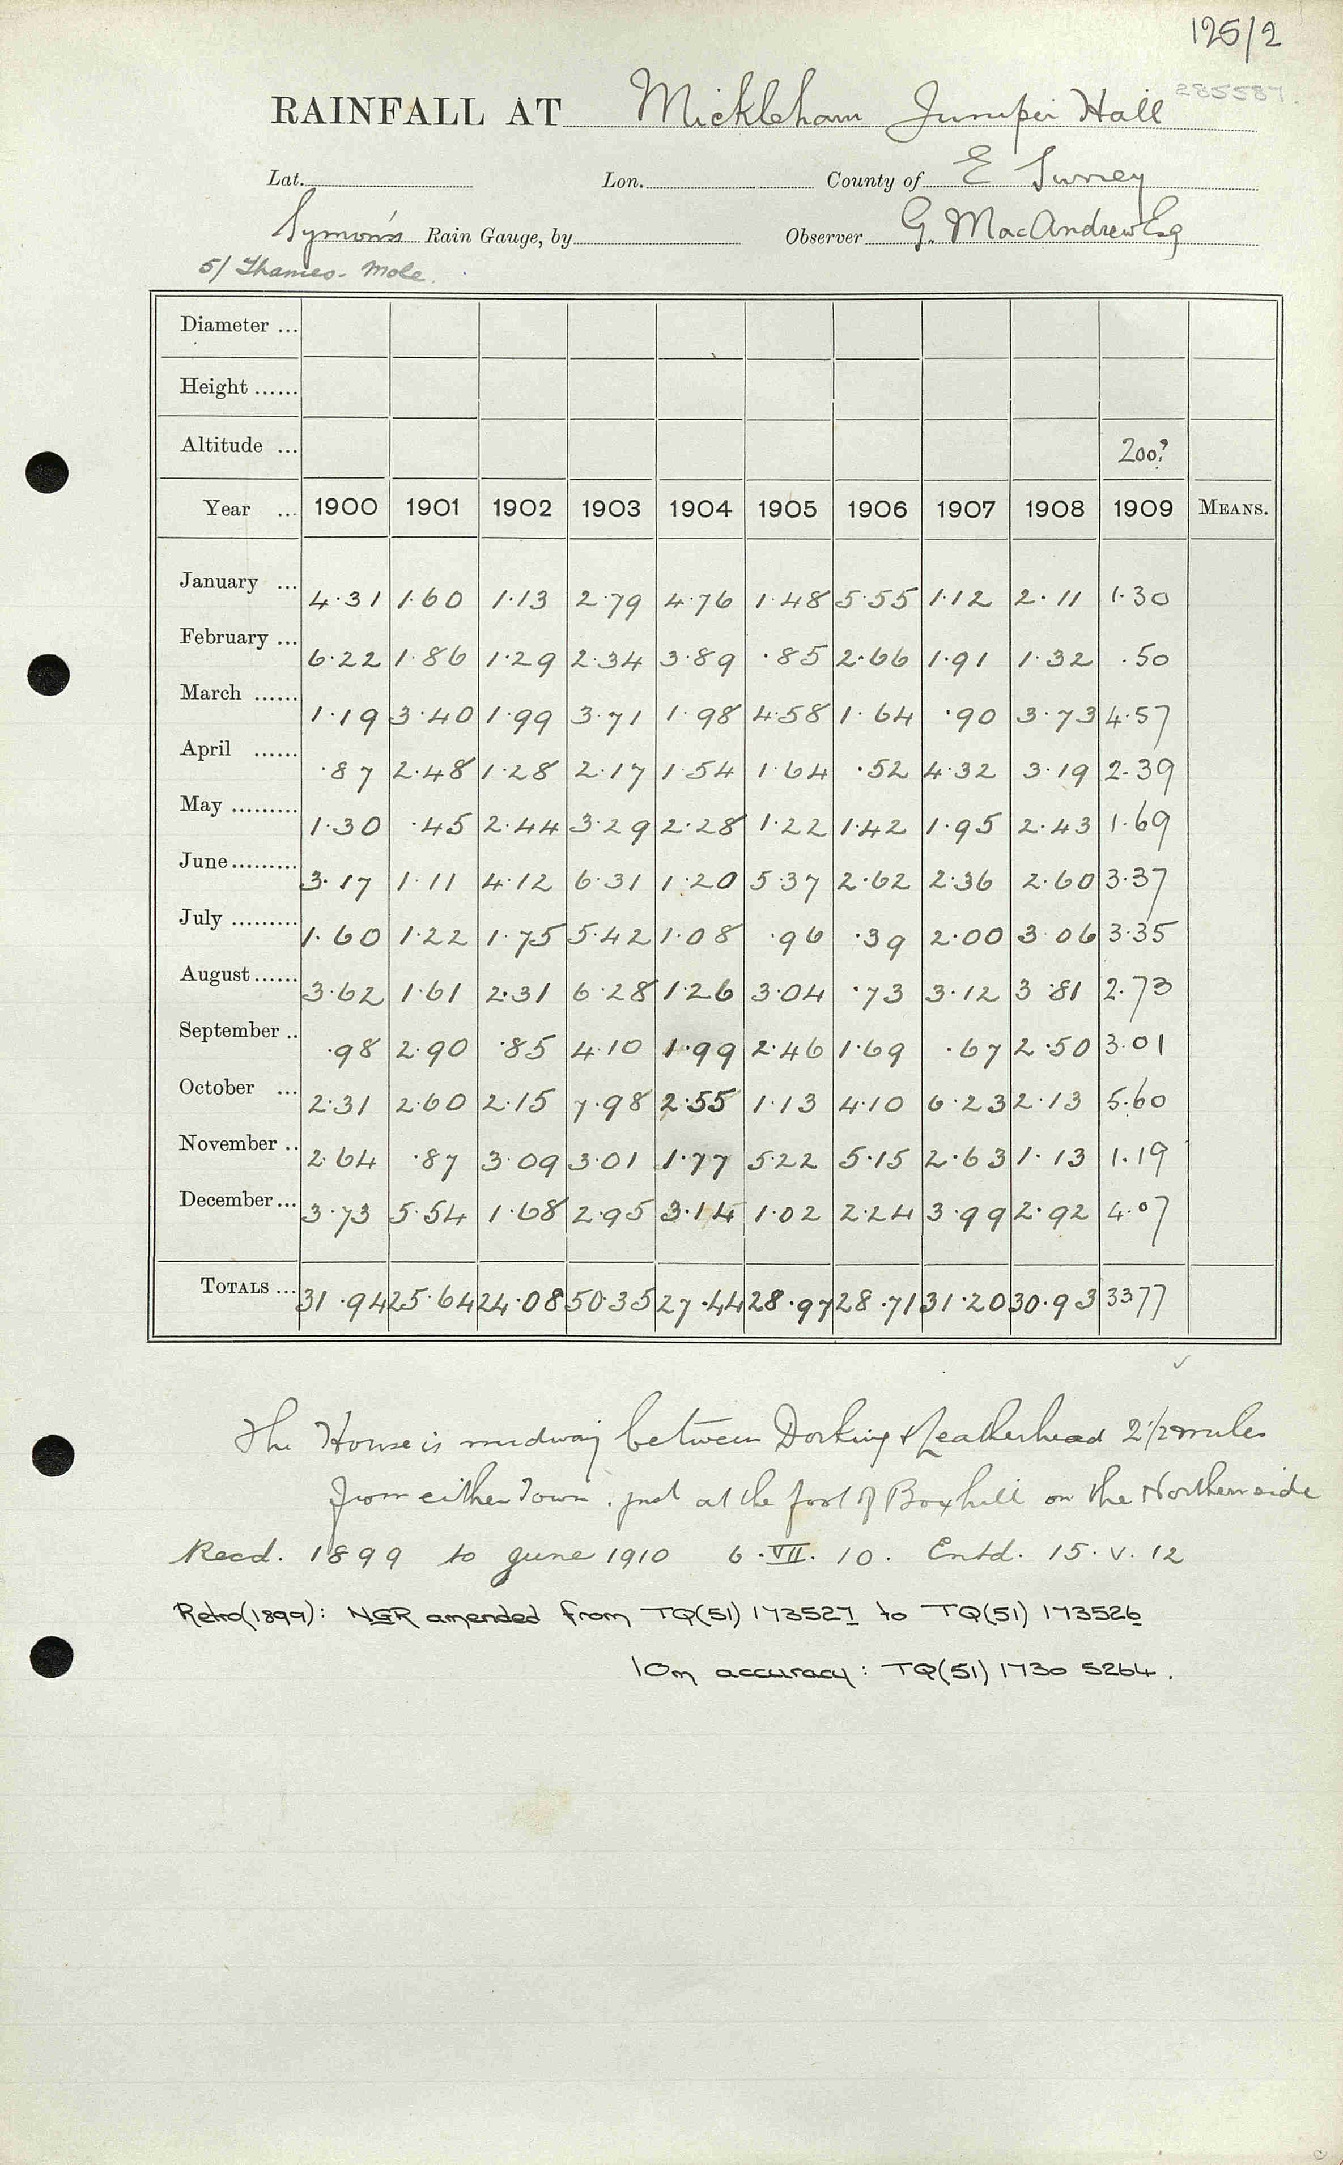 125/2
285587
RAINFALL AT Mickleham Juniper Hall
Lat. Lon. County of E Surrey
Symon's Rain Gauge, by Observer G. MacAndrew Esq
5/ Thames - Mole.
Diameter ...
Height ......
Altitude ... 200?
Year ... 1900 1901 1902 1903 1904 1905 1906 1907 1908 1909 MEANS.
January ... 4.31 1.60 1.13 2.79 4.76 1.48 5.55 1.12 2.11 1.30
February ... 6.22 1.86 1.29 2.34 3.89 .85 2.66 1.91 1.32 .50
March ...... 1.19 3.40 1.99 3.71 1.98 4.58 1.64 .90 3.73 4.57
April ...... .87 2.48 1.28 2.17 1.54 1.64 .52 4.32 3.19 2.39
May ......... 1.30 .45 2.44 3.29 2.28 1.22 1.42 1.95 2.43 1.69
June ......... 3.17 1.11 4.12 6.31 1.20 5.37 2.62 2.36 2.60 3.37
July ......... 1.60 1.22 1.75 5.42 1.08 .96 .39 2.00 3.06 3.35
August ...... 3.62 1.61 2.31 6.28 1.26 3.04 .73 3.12 3.81 2.73
September .. .98 2.90 .85 4.10 1.99 2.46 1.69 .67 2.50 3.01
October ... 2.31 2.60 2.15 7.98 2.55 1.13 4.10 6.23 2.13 5.60
November .. 2.64 .87 3.09 3.01 1.77 5.22 5.15 2.63 1.13 1.19
December ... 3.73 5.54 1.68 2.95 3.14 1.02 2.24 3.99 2.92 4.07
TOTALS ... 31.94 25.64 24.08 50.35 27.44 28.97 28.71 31.20 30.93 33 77
The House is midway between Dorking & Leatherhead 2 1/2 miles
from either Town, just at the foot of Boxhill on the Northern side
Recd. 1899 to June 1910 6.VII.10. Entd. 15.V.12
Retro(1899): NGR amended from TQ(51) 173527 to TQ(51) 173526
10m accuracy: TQ(51) 1730 5264.